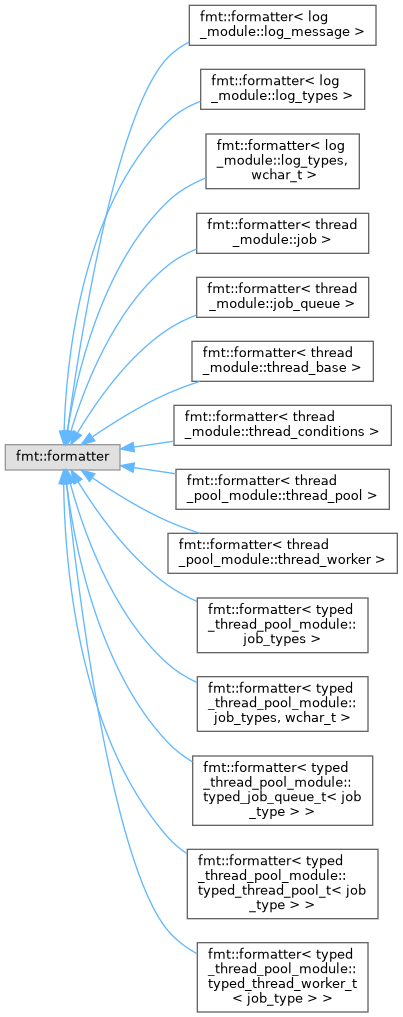 fmt::formatter< log
_module::log_message >
fmt::formatter< log
_module::log_types >
fmt::formatter< log
_module::log_types,
wchar_t >
fmt::formatter< thread
_module::job >
fmt::formatter< thread
_module::job_queue >
fmt::formatter< thread
_module::thread_base >
fmt::formatter< thread
_module::thread_conditions >
fmt::formatter
fmt::formatter< thread
_pool_module::thread_pool >
fmt::formatter< thread
_pool_module::thread_worker >
fmt::formatter< typed
_thread_pool_module::
job_types >
fmt::formatter< typed
_thread_pool_module::
job_types, wchar_t >
fmt::formatter< typed
_thread_pool_module::
typed_job_queue_t< job
_type > >
fmt::formatter< typed
_thread_pool_module::
typed_thread_pool_t< job
_type > >
fmt::formatter< typed
_thread_pool_module::
typed_thread_worker_t
< job_type > >